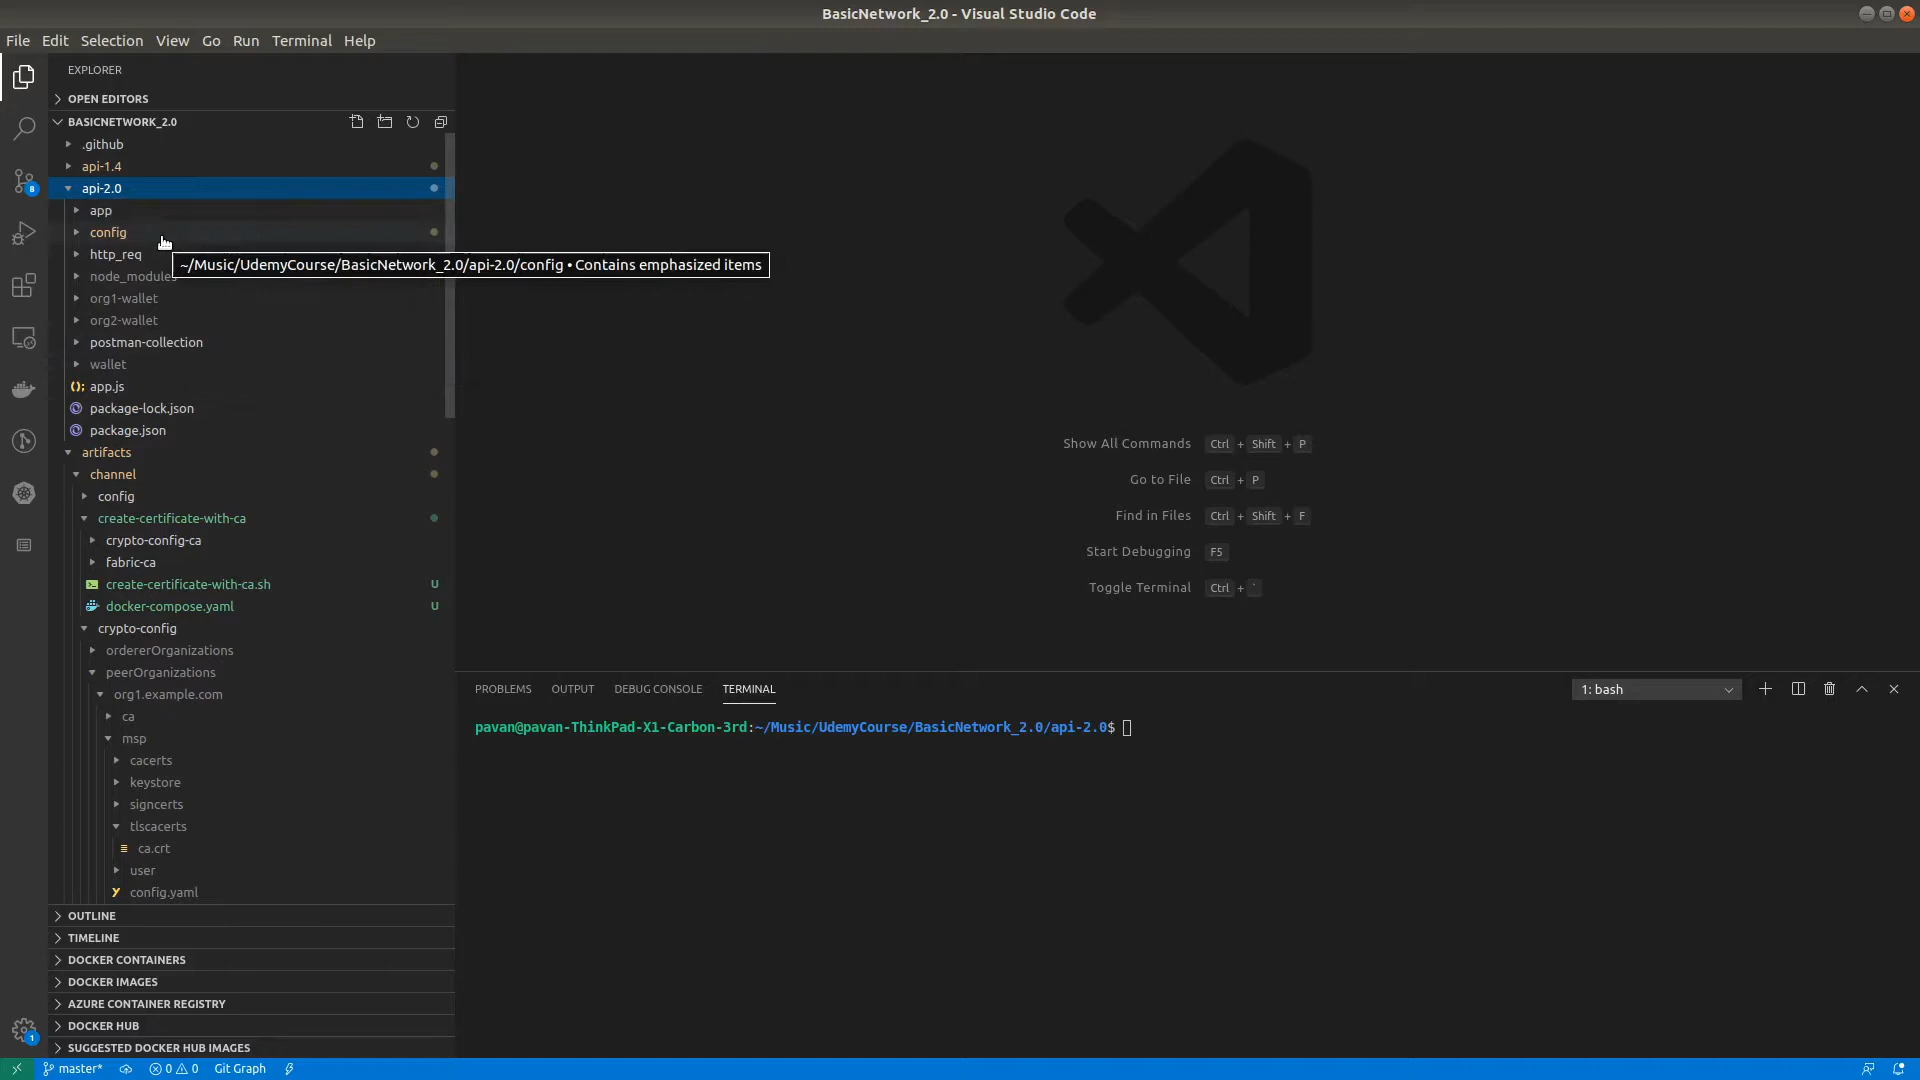 BasicNetwork_2.0 - Visual Studio Code
File Edit Selection View Go Run Terminal Help
EXPLORER
OPEN EDITORS
BASICNETWORK_2.0
.github
api-1.4
api-2.0
app
config
http_req
~/Music/UdemyCourse/BasicNetwork_2.0/api-2.0/config • Contains emphasized items
node_modules
org1-wallet
org2-wallet
postman-collection
wallet
app.js
package-lock.json
package.json
artifacts
channel
config
create-certificate-with-ca
crypto-config-ca
fabric-ca
create-certificate-with-ca.sh U
docker-compose.yaml U
crypto-config
ordererOrganizations
peerOrganizations
org1.example.com
ca
msp
cacerts
keystore
signcerts
tlscacerts
ca.crt
user
config.yaml
OUTLINE
TIMELINE
DOCKER CONTAINERS
DOCKER IMAGES
AZURE CONTAINER REGISTRY
DOCKER HUB
SUGGESTED DOCKER HUB IMAGES
8
1
Show All Commands Ctrl + Shift + P
Go to File Ctrl + P
Find in Files Ctrl + Shift + F
Start Debugging F5
Toggle Terminal Ctrl + `
PROBLEMS OUTPUT DEBUG CONSOLE TERMINAL 1: bash
pavan@pavan-ThinkPad-X1-Carbon-3rd:~/Music/UdemyCourse/BasicNetwork_2.0/api-2.0$
master* 0 0 Git Graph